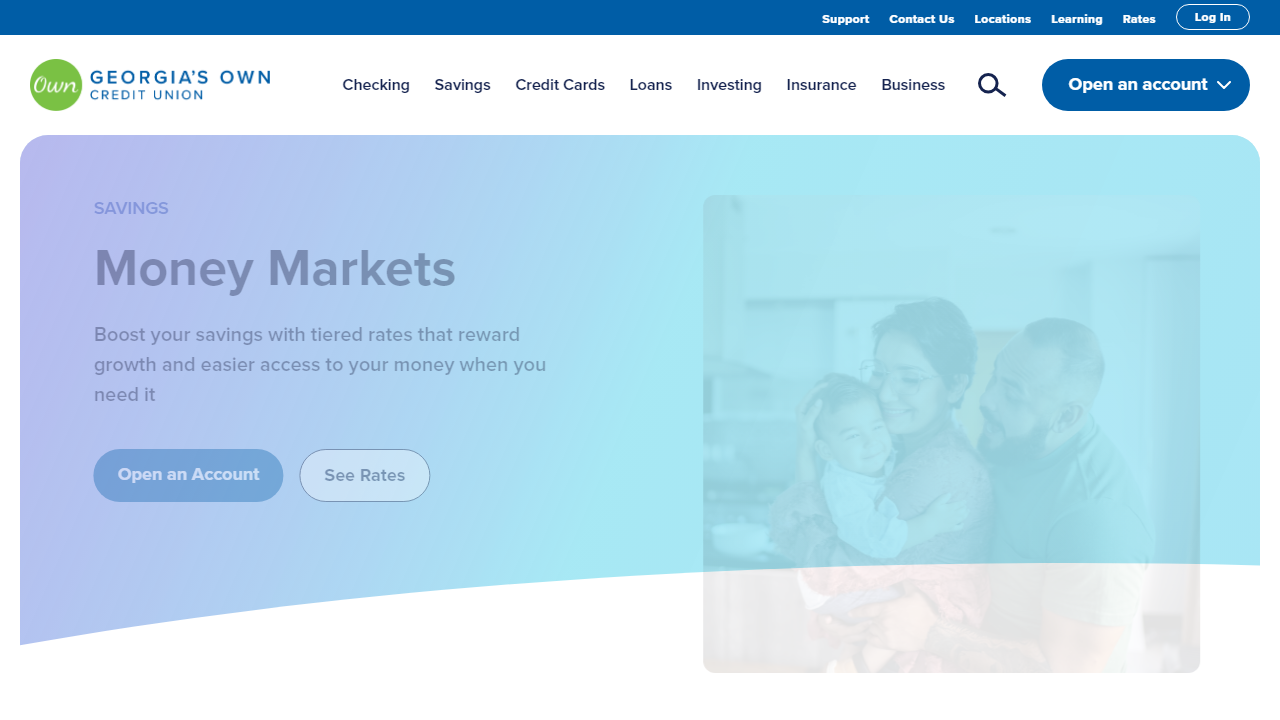 Support Contact Us Locations Learning Rates Log In
Own GEORGIA'S OWN
CREDIT UNION
Checking Savings Credit Cards Loans Investing Insurance Business
Open an account
SAVINGS
Money Markets
Boost your savings with tiered rates that reward
growth and easier access to your money when you
need it
Open an Account See Rates